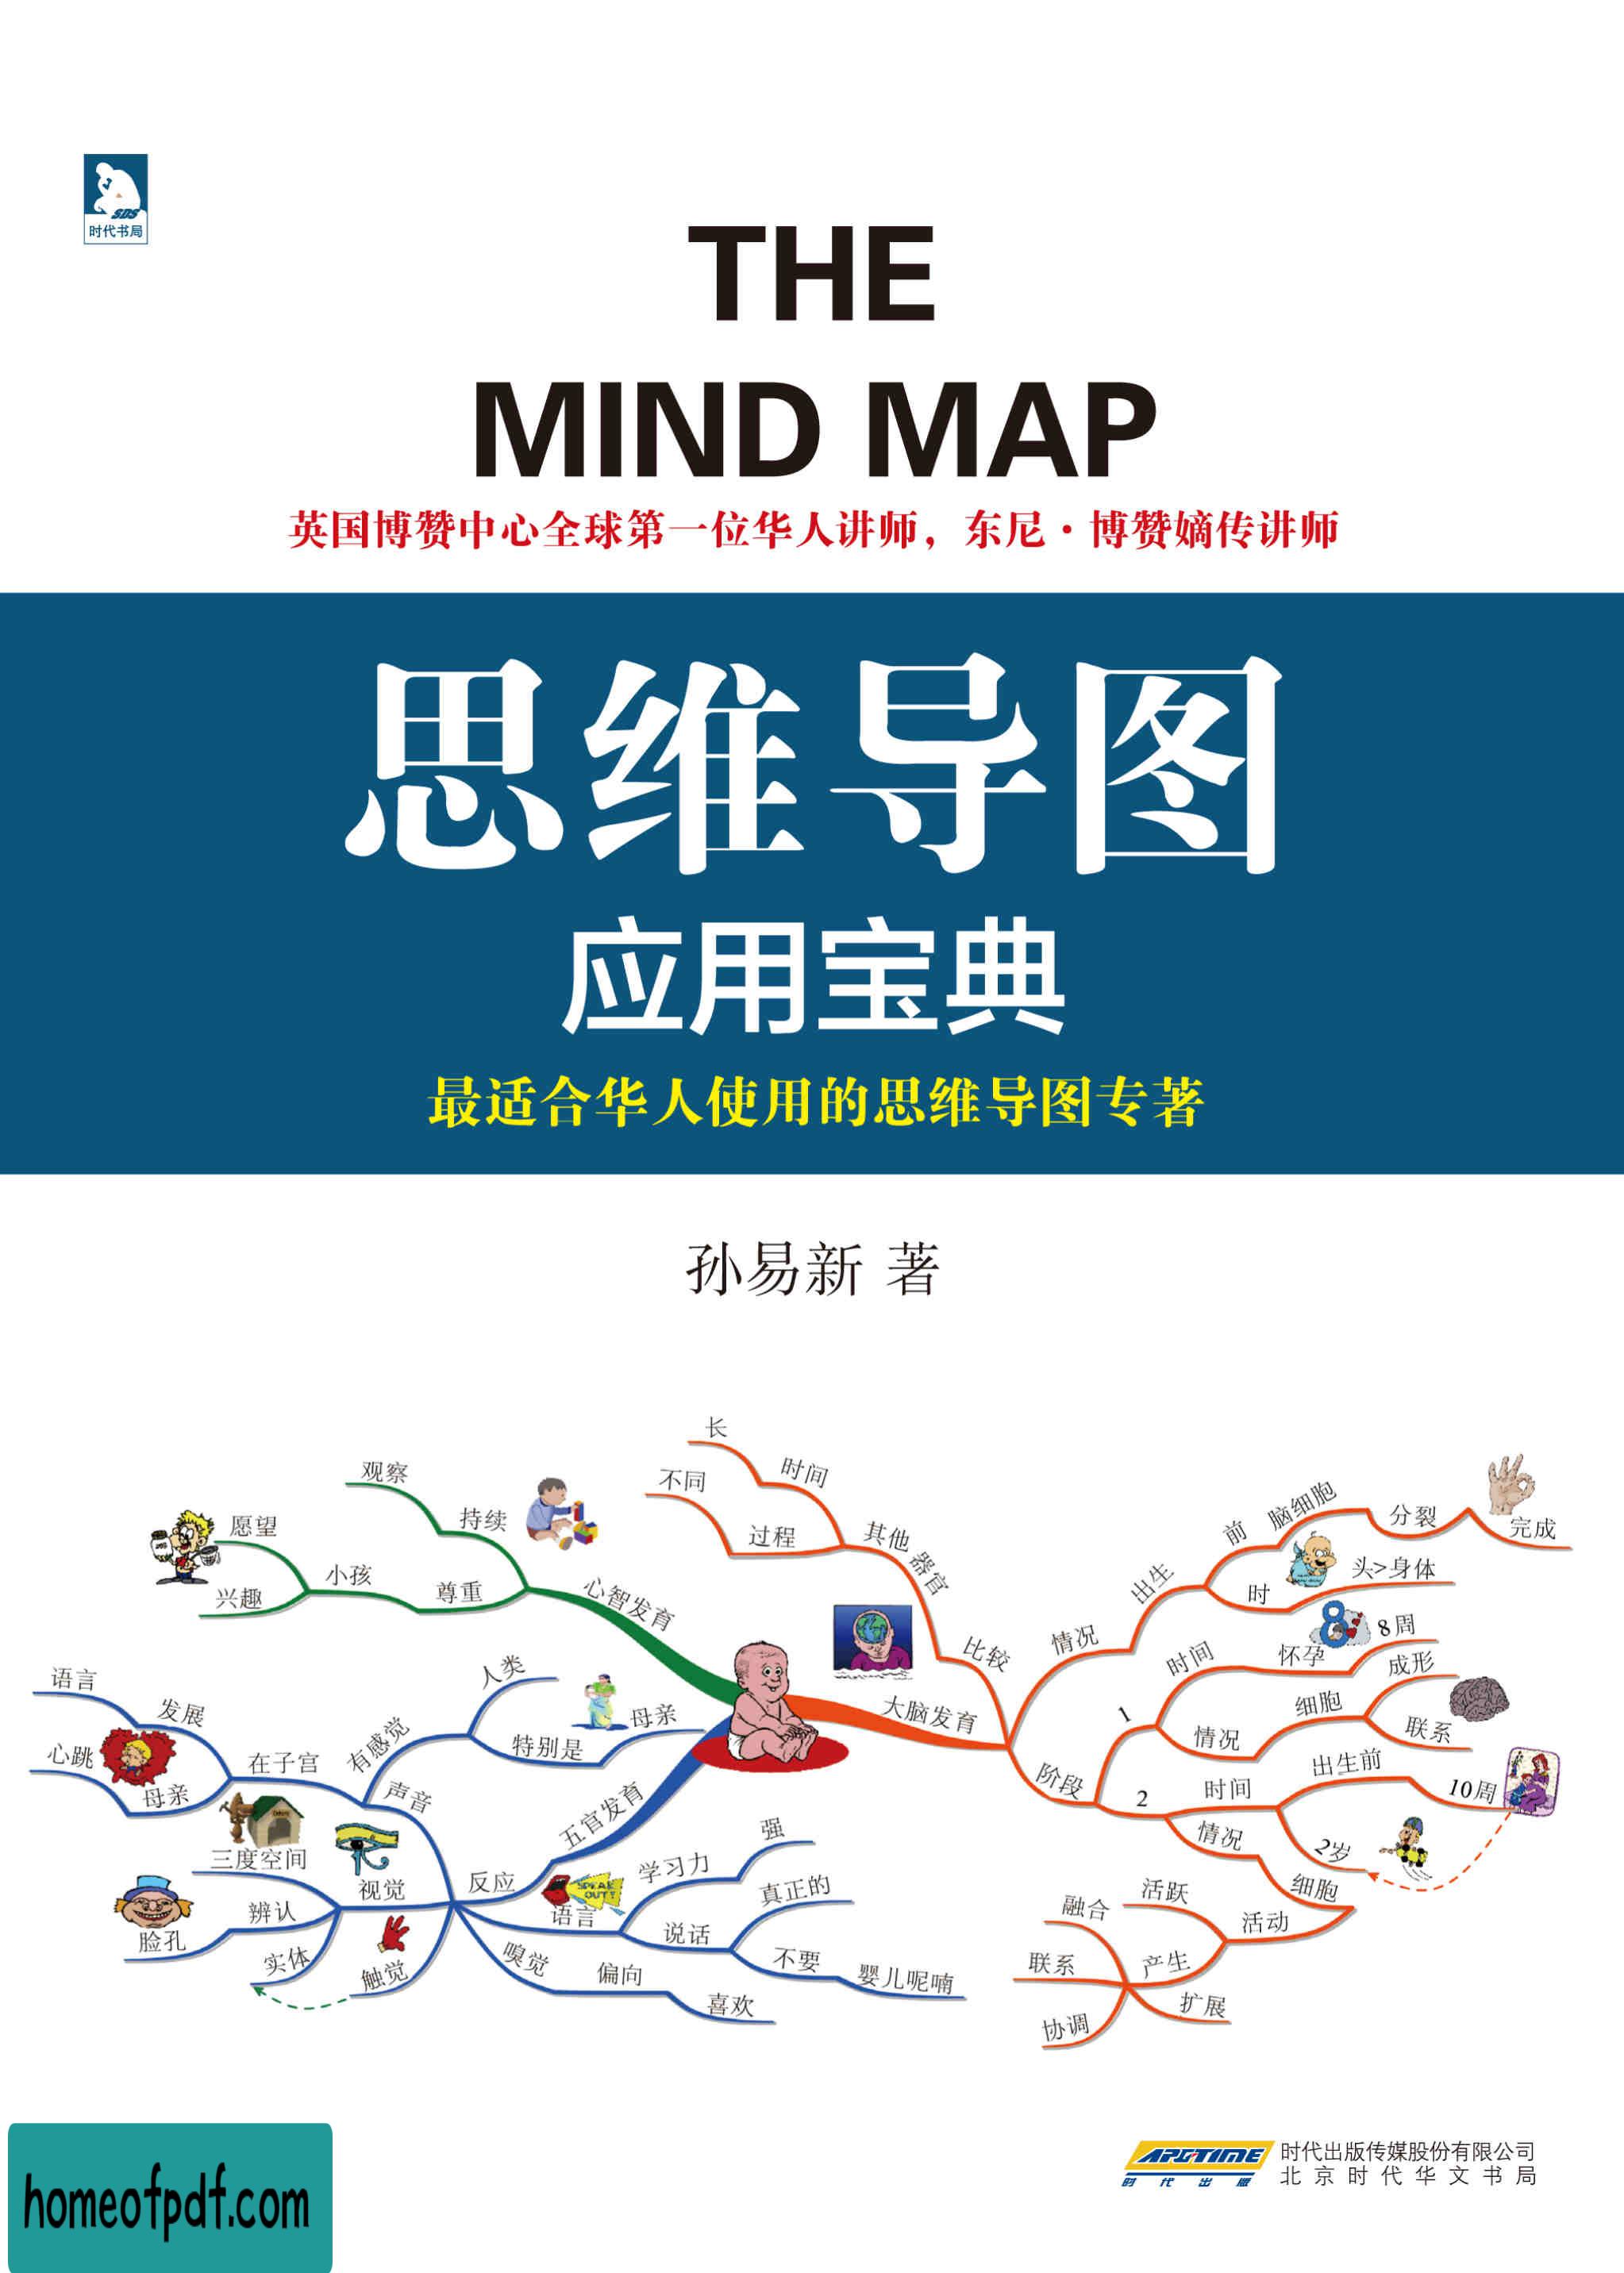 SDS
时代书局
THE
MIND MAP
英国博赞中心全球第一位华人讲师，东尼·博赞嫡传讲师
思维导图
应用宝典
最适合华人使用的思维导图专著
孙易新 著
长
时间
不同
过程
其他 器官
比较
观察
持续
愿望
兴趣
小孩
尊重
心智发育
大脑发育
情况
出生
前
脑细胞
分裂
完成
时
头>身体
阶段
1
时间
怀孕
8周
情况
细胞
成形
联系
2
时间
出生前
10周
2岁
情况
细胞
活动
活跃
产生
融合
联系
协调
扩展
五官发育
反应
声音
有感觉
人类
特别是
母亲
在子宫
发展
语言
母亲
心跳
视觉
三度空间
辨认
脸孔
实体
触觉
语言
SPEAK
OUT!
学习力
强
说话
真正的
不要
婴儿呢喃
嗅觉
偏向
喜欢
homeofpdf.com
APGTIME
时代出版
时代出版传媒股份有限公司
北京时代华文书局